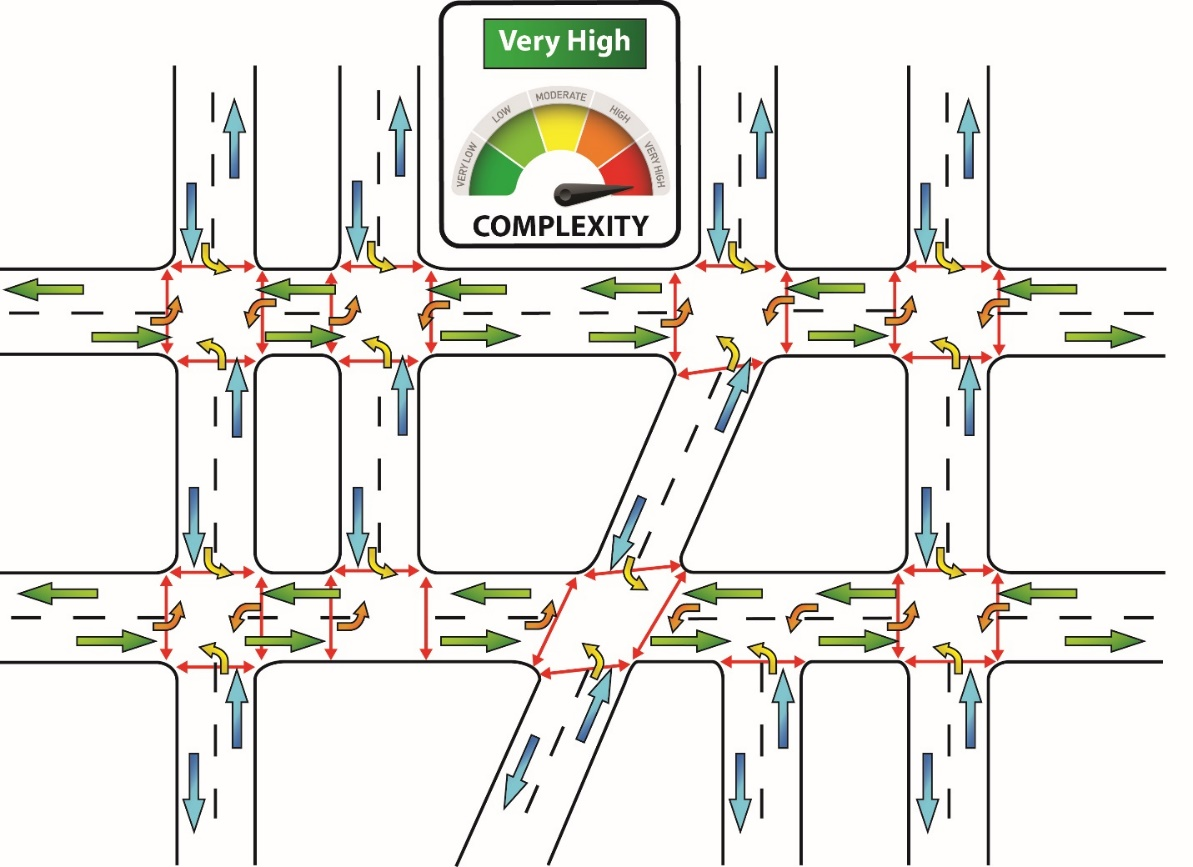 Very High
VERY LOW
LOW
MODERATE
HIGH
VERY HIGH
COMPLEXITY